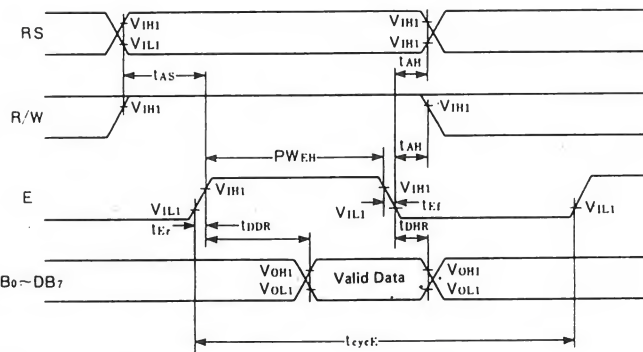 RS
VIH1
VIL1
VIH1
VIH1
tAH
tAS
R/W
VIH1
VIH1
tAH
PWEH
E
VIH1
VIL1
VIH1
VIL1
tEf
VIL1
tEr
tDDR
tDHR
B0~DB7
VOH1
VOL1
Valid Data
VOH1
VOL1
tcycE